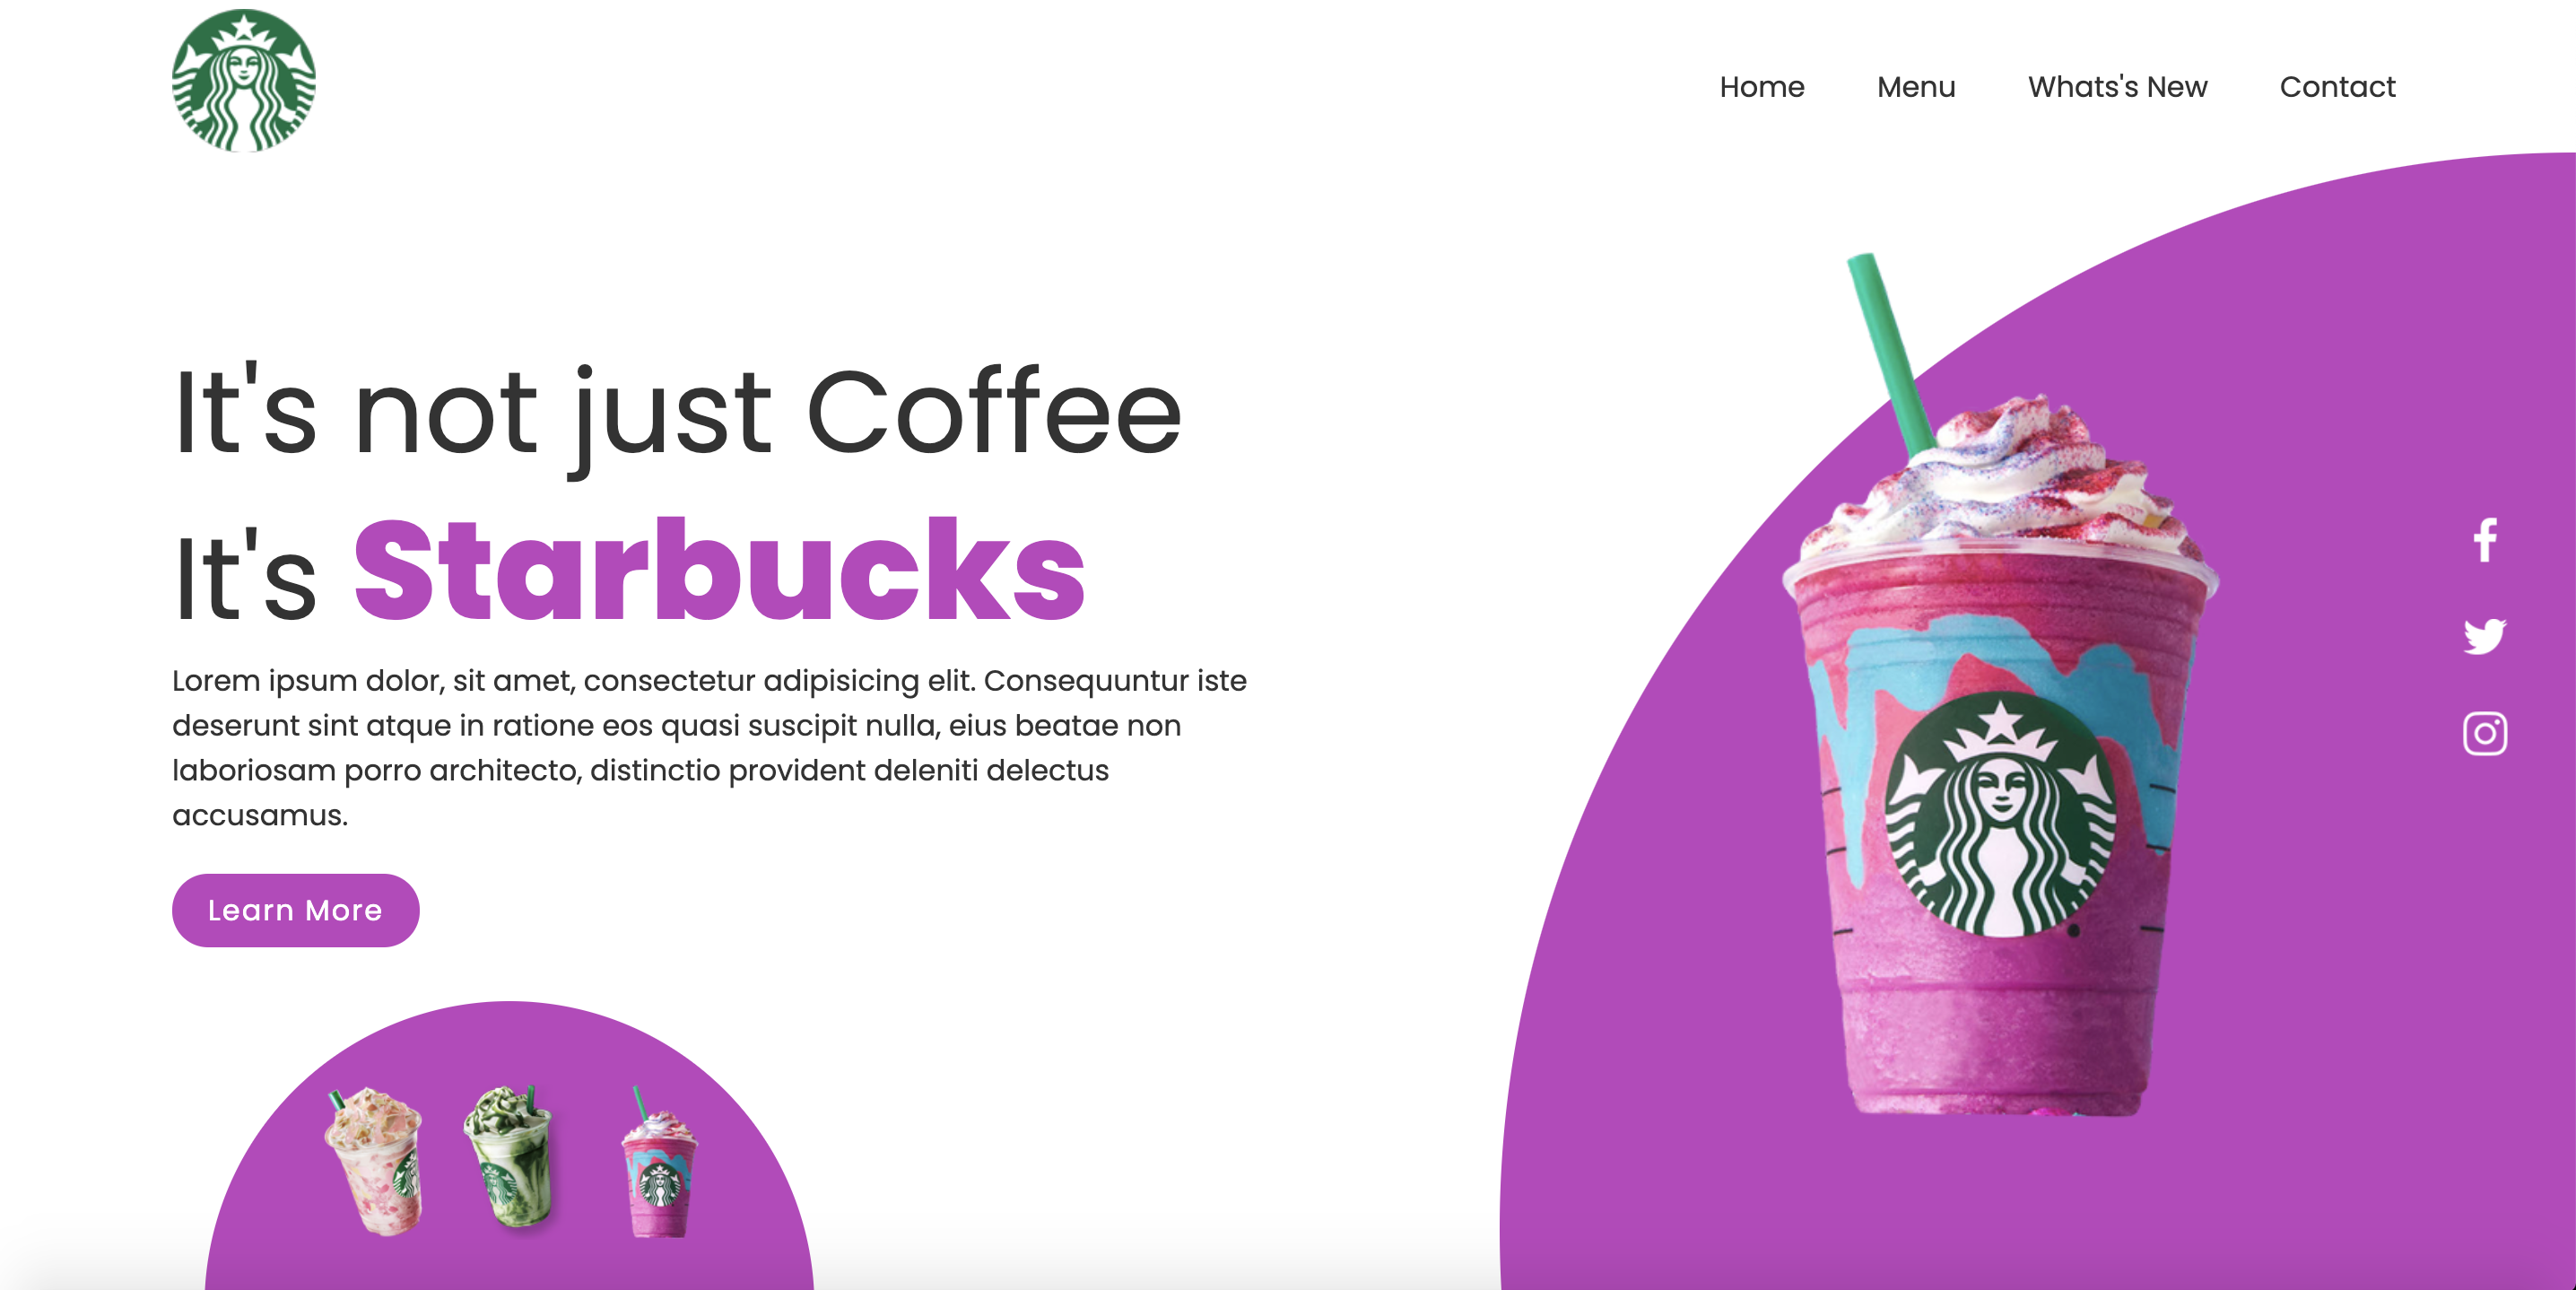 Home Menu Whats's New Contact
It's not just Coffee
It's Starbucks
Lorem ipsum dolor, sit amet, consectetur adipisicing elit. Consequuntur iste
deserunt sint atque in ratione eos quasi suscipit nulla, eius beatae non
laboriosam porro architecto, distinctio provident deleniti delectus
accusamus.
Learn More